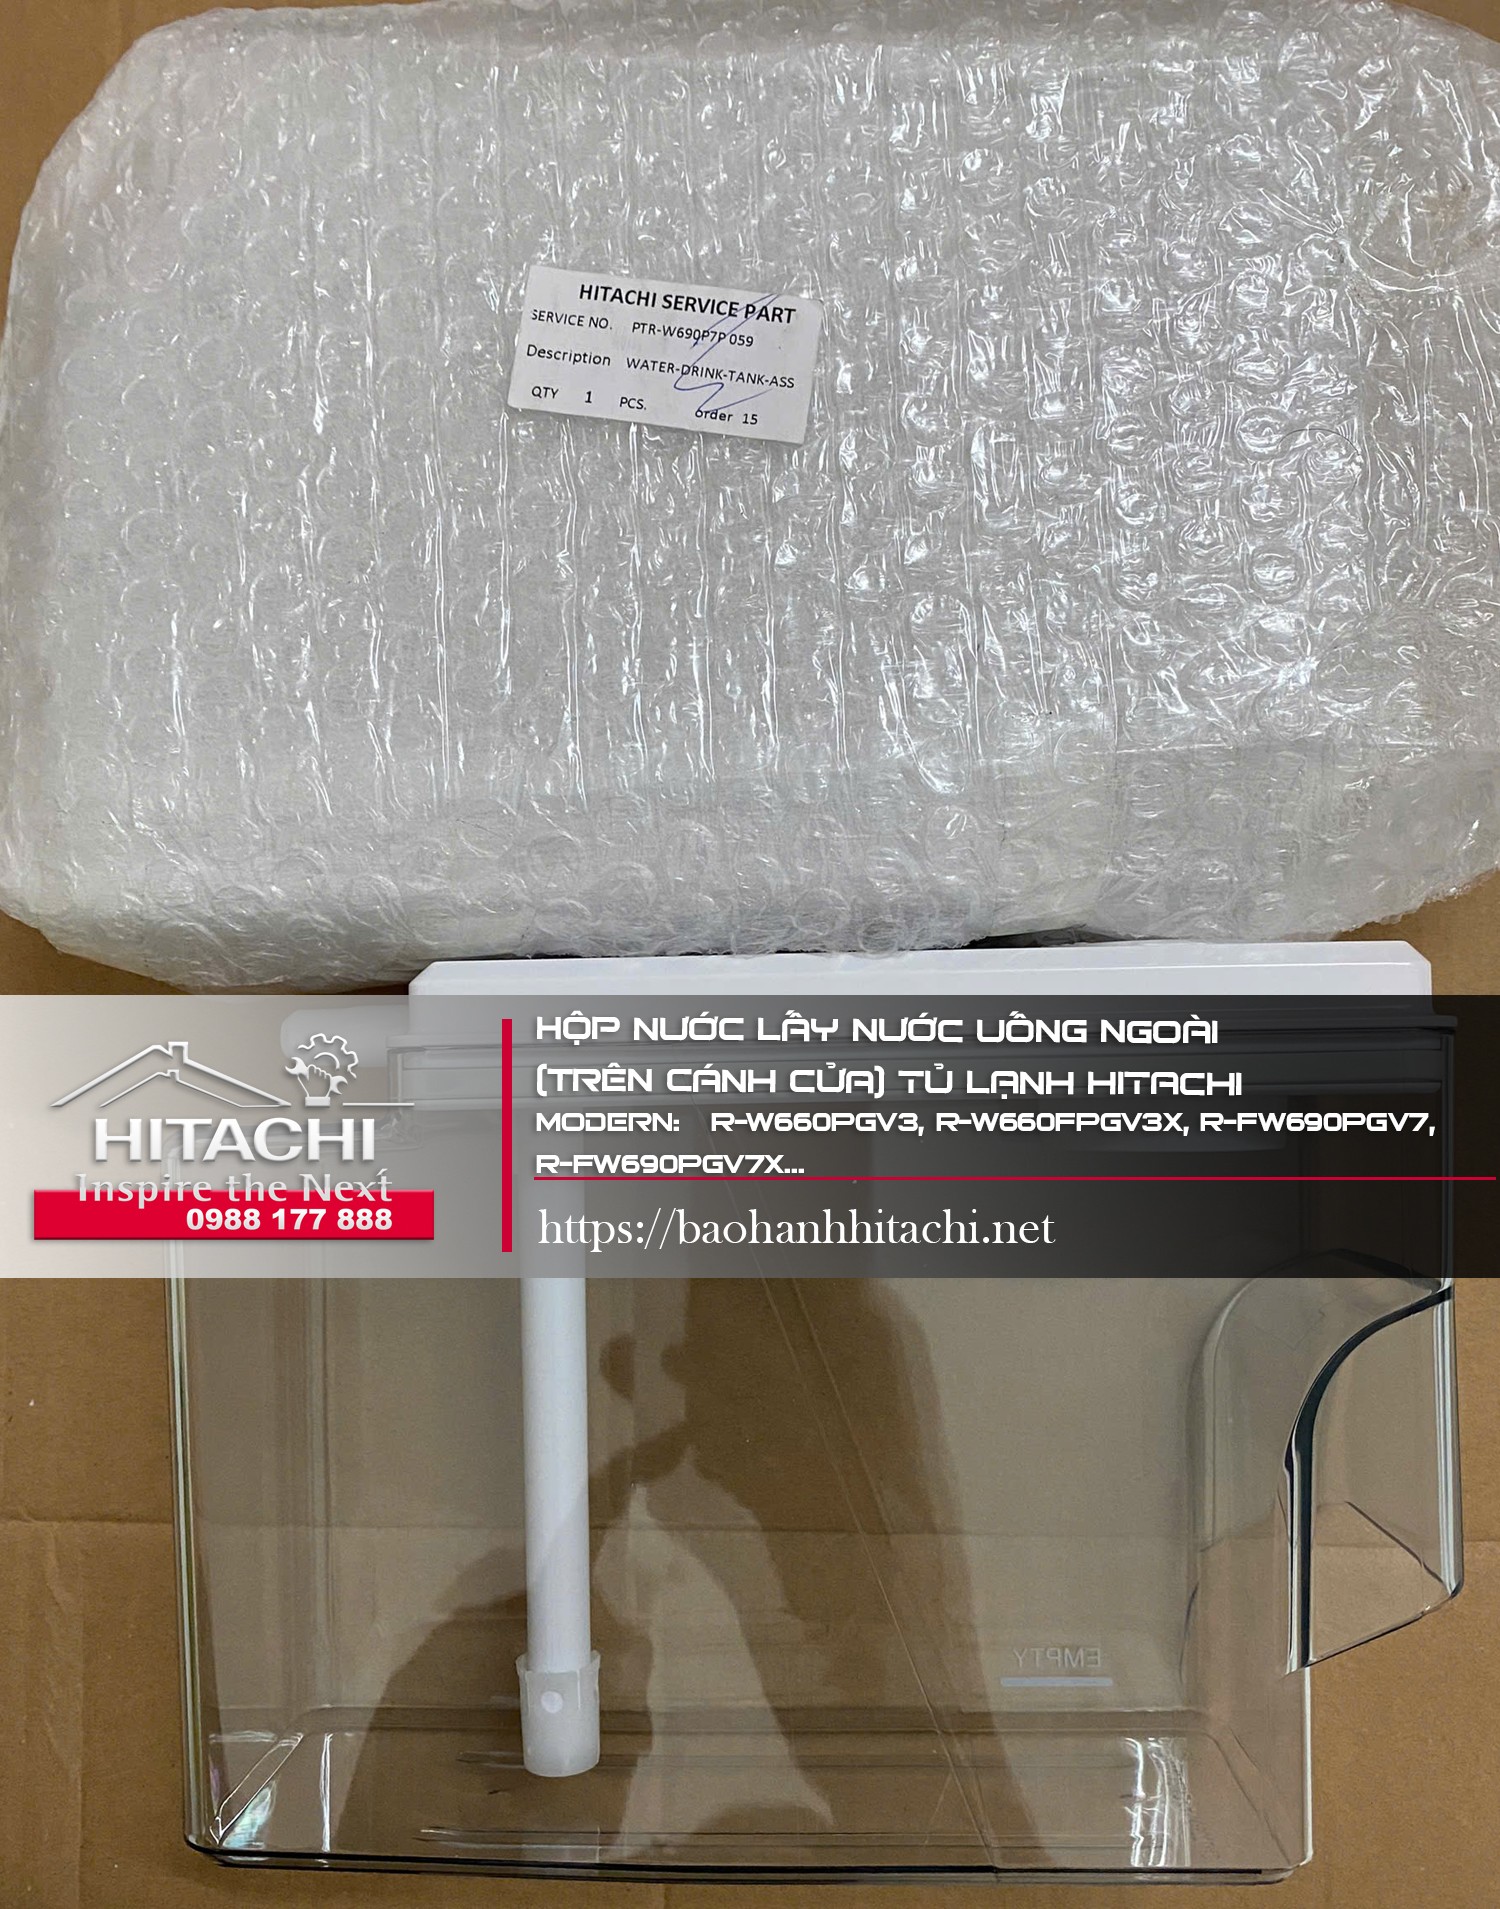 HITACHI SERVICE PART
SERVICE NO. PTR-W690P7P 059
Description WATER-DRINK-TANK-ASS
QTY 1 PCS. order 15
HITACHI
Inspire the Next
0988 177 888
HỘP NƯỚC LẤY NƯỚC UỐNG NGOÀI
(TRÊN CÁNH CỬA) TỦ LẠNH HITACHI
MODERN: R-W660PGV3, R-W660FPGV3X, R-FW690PGV7,
R-FW690PGV7X...
https://baohanhhitachi.net
EMPTY